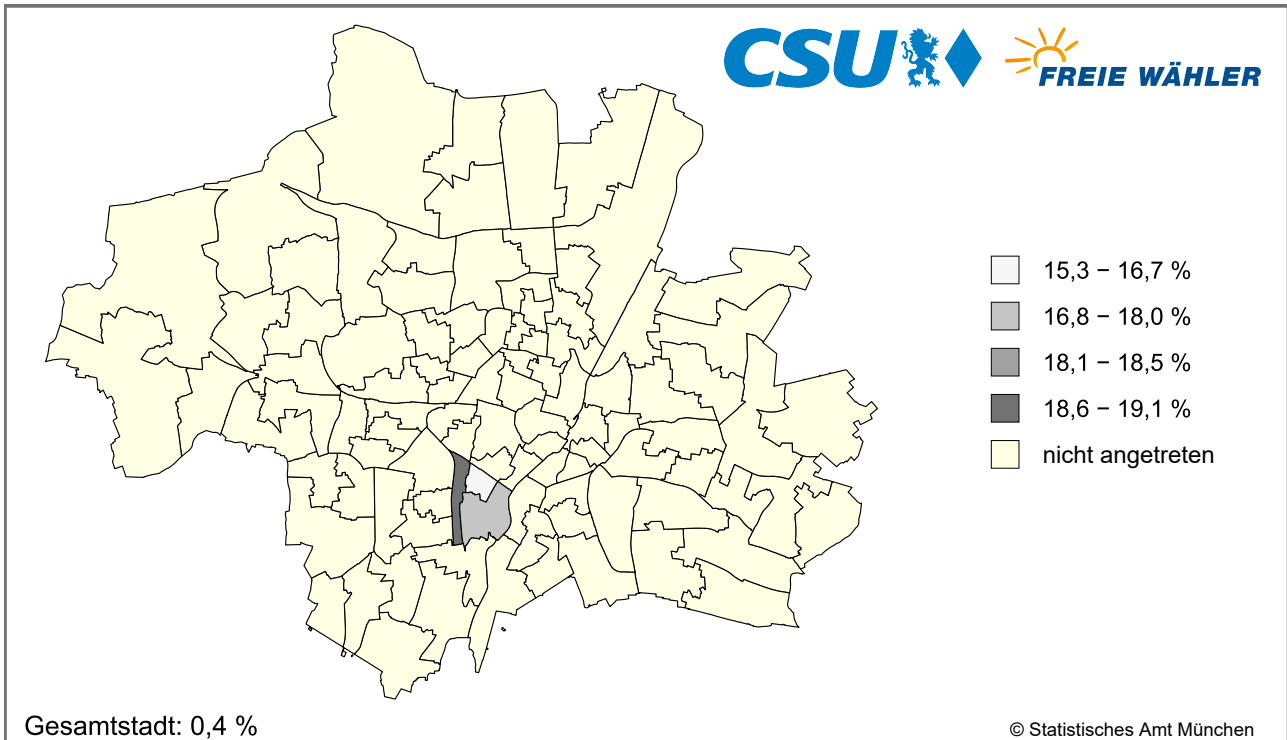 CSU FREIE WÄHLER
15,3 – 16,7 %
16,8 – 18,0 %
18,1 – 18,5 %
18,6 – 19,1 %
nicht angetreten
Gesamtstadt: 0,4 %
© Statistisches Amt München